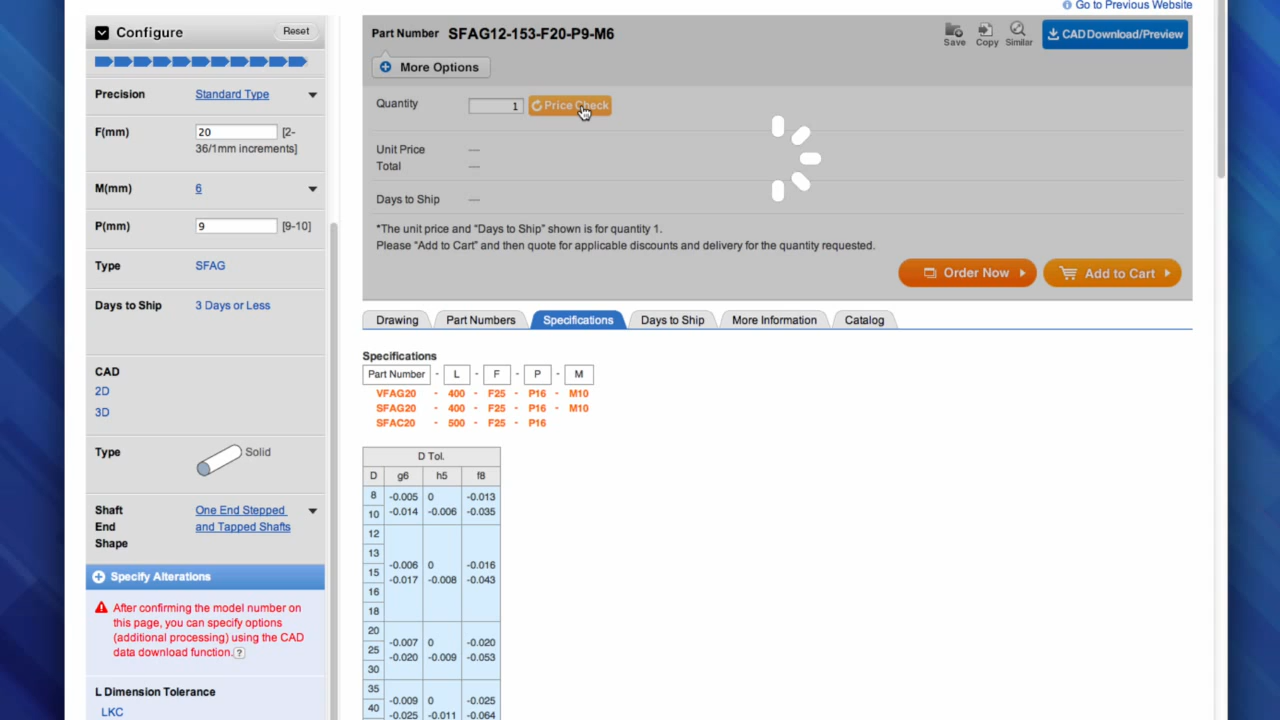 Go to Previous Website
Configure
Reset
Precision
Standard Type
F(mm)
20
[2-
36/1mm increments]
M(mm)
6
P(mm)
9
[9-10]
Type
SFAG
Days to Ship
3 Days or Less
CAD
2D
3D
Type
Solid
Shaft
End
Shape
One End Stepped
and Tapped Shafts
Specify Alterations
After confirming the model number on
this page, you can specify options
(additional processing) using the CAD
data download function. ?
L Dimension Tolerance
LKC
Part Number SFAG12-153-F20-P9-M6
Save
Copy
Similar
CAD Download/Preview
More Options
Quantity
1
Price Check
Unit Price ---
Total ---
Days to Ship ---
*The unit price and "Days to Ship" shown is for quantity 1.
Please "Add to Cart" and then quote for applicable discounts and delivery for the quantity requested.
Order Now
Add to Cart
Drawing
Part Numbers
Specifications
Days to Ship
More Information
Catalog
Specifications
Part Number - L - F - P - M
VFAG20 - 400 - F25 - P16 - M10
SFAG20 - 400 - F25 - P16 - M10
SFAC20 - 500 - F25 - P16
D Tol.
D g6 h5 f8
8
10
-0.005 0 -0.013
-0.014 -0.006 -0.035
12
13
15
16
18
-0.006 0 -0.016
-0.017 -0.008 -0.043
20
25
30
-0.007 0 -0.020
-0.020 -0.009 -0.053
35
40
-0.009 0 -0.025
-0.025 -0.011 -0.064